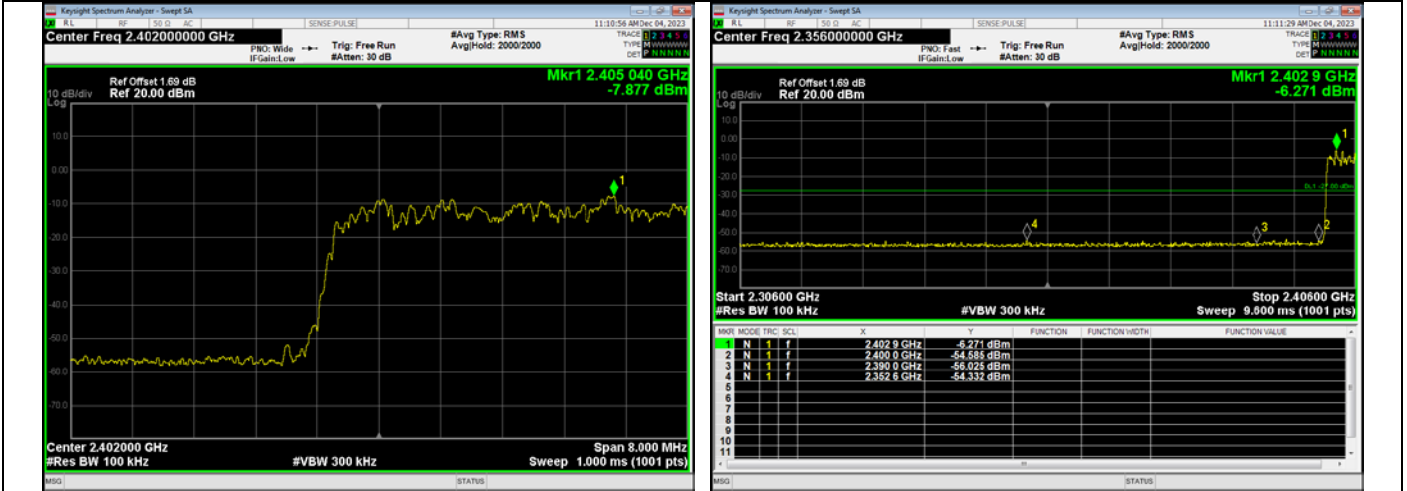 Keysight Spectrum Analyzer - Swept SA
RL RF 50 Ω AC SENSE:PULSE 11:10:56 AM Dec 04, 2023
Center Freq 2.402000000 GHz
#Avg Type: RMS
TRACE 1 2 3 4 5 6
PNO: Wide
Trig: Free Run
Avg|Hold: 2000/2000
TYPE M WWWWW
IFGain:Low
#Atten: 30 dB
DET P N N N N N
Mkr1 2.405 040 GHz
-7.877 dBm
Ref Offset 1.69 dB
10 dB/div Ref 20.00 dBm
Log
10.0
0.00
-10.0
-20.0
-30.0
-40.0
-50.0
-60.0
-70.0
1
Center 2.402000 GHz Span 8.000 MHz
#Res BW 100 kHz #VBW 300 kHz Sweep 1.000 ms (1001 pts)
MSG STATUS
Keysight Spectrum Analyzer - Swept SA
RL RF 50 Ω AC SENSE:PULSE 11:11:29 AM Dec 04, 2023
Center Freq 2.356000000 GHz
#Avg Type: RMS
TRACE 1 2 3 4 5 6
PNO: Fast
Trig: Free Run
Avg|Hold: 2000/2000
TYPE M WWWWW
IFGain:Low
#Atten: 30 dB
DET P N N N N N
Mkr1 2.402 9 GHz
-6.271 dBm
Ref Offset 1.69 dB
10 dB/div Ref 20.00 dBm
Log
10.0
0.00
-10.0
-20.0
-30.0
-40.0
-50.0
-60.0
-70.0
1
4
3
2
Start 2.30600 GHz Stop 2.40600 GHz
#Res BW 100 kHz #VBW 300 kHz Sweep 9.600 ms (1001 pts)
MKR MODE TRC SCL X Y FUNCTION FUNCTION WIDTH FUNCTION VALUE
1 N 1 f 2.402 9 GHz -6.271 dBm
2 N 1 f 2.400 0 GHz -54.585 dBm
3 N 1 f 2.390 0 GHz -56.025 dBm
4 N 1 f 2.352 6 GHz -54.332 dBm
5
6
7
8
9
10
11
MSG STATUS